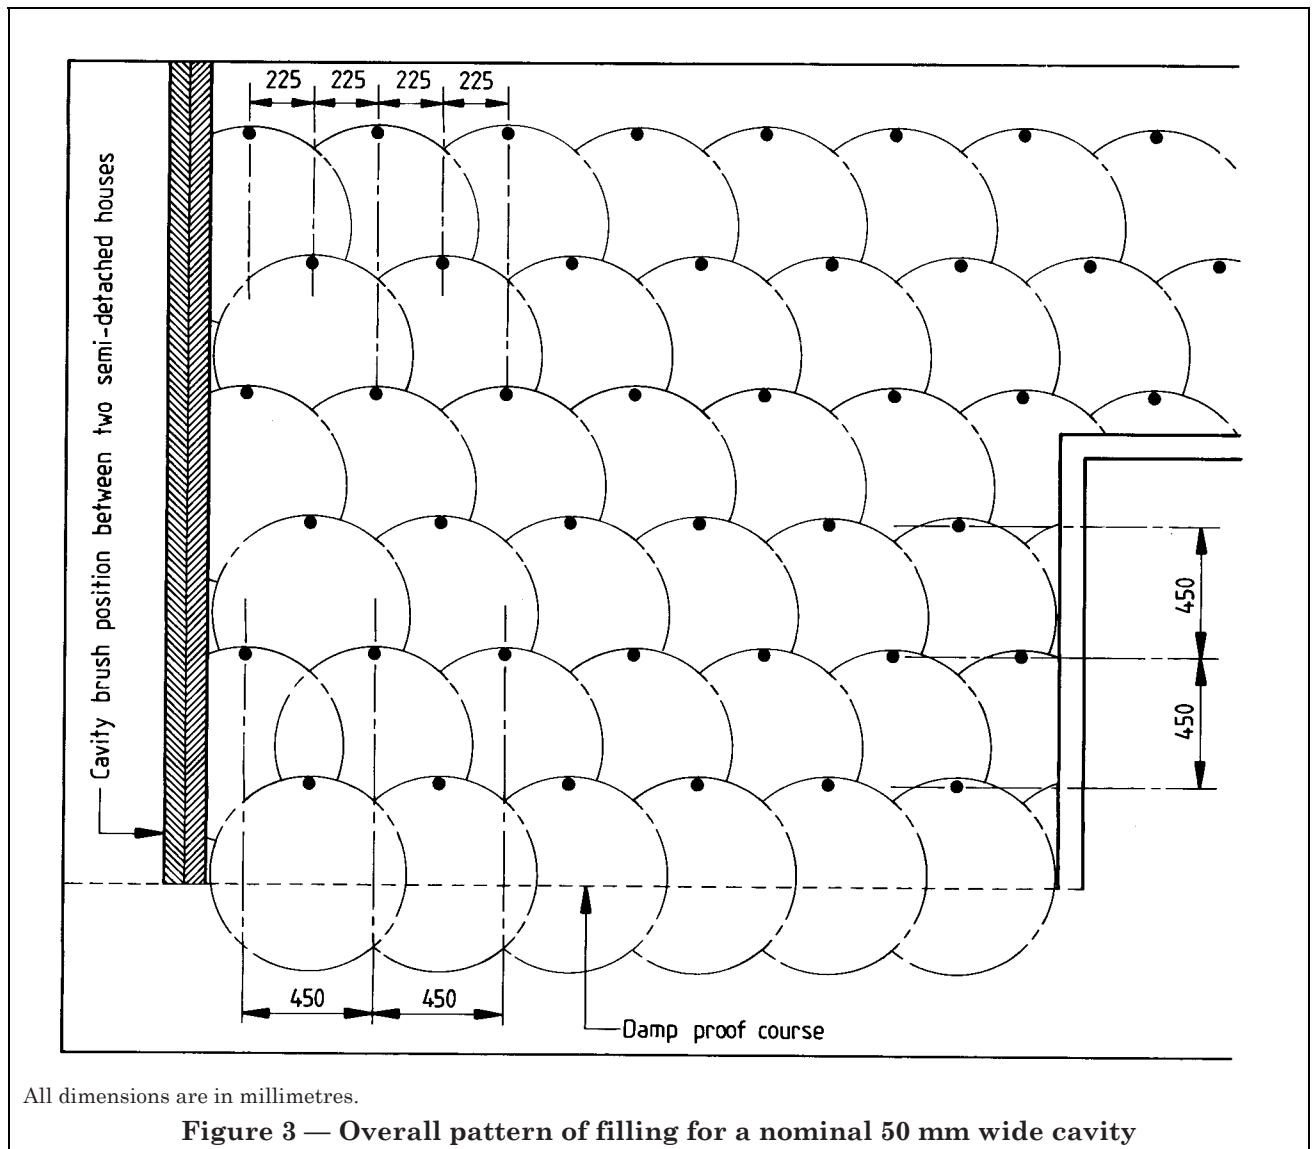 225 225 225 225
Cavity brush position between two semi-detached houses
450
450
450 450
Damp proof course
All dimensions are in millimetres.
Figure 3 — Overall pattern of filling for a nominal 50 mm wide cavity